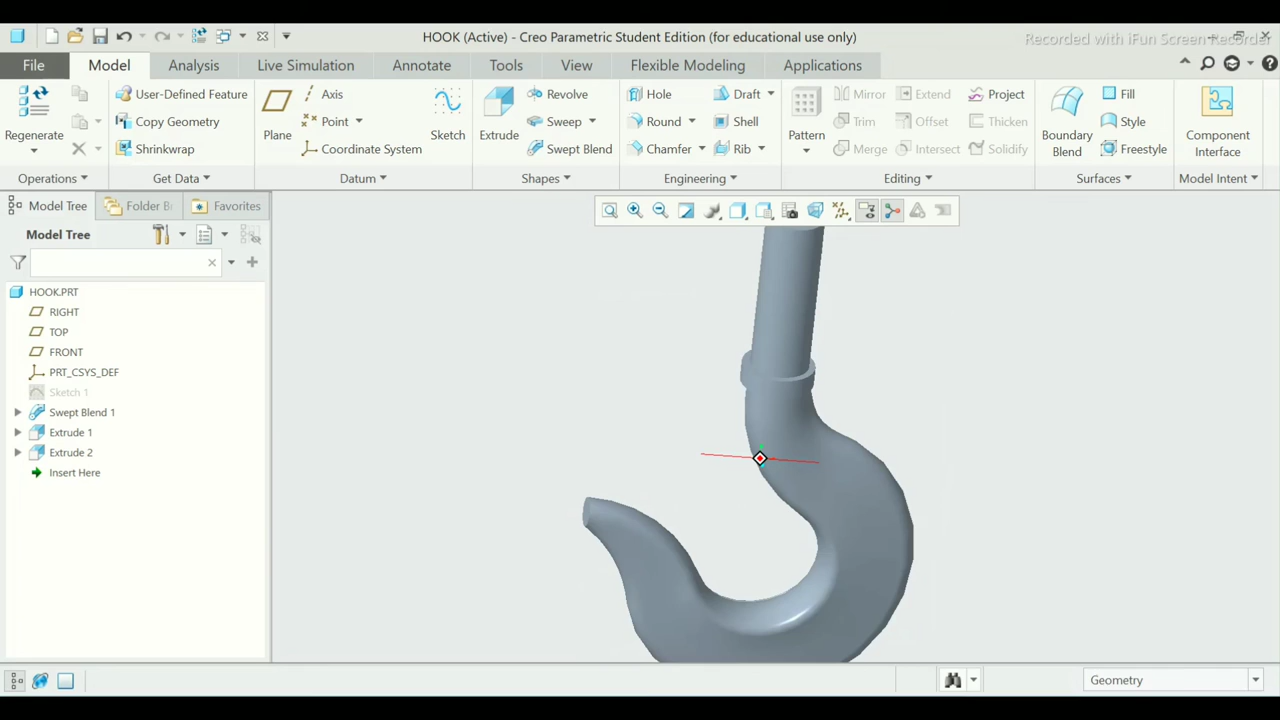 HOOK (Active) - Creo Parametric Student Edition (for educational use only)
Recorded with iFun Screen Recorder
File Model Analysis Live Simulation Annotate Tools View Flexible Modeling Applications
User-Defined Feature Axis Revolve Hole Draft Mirror Extend Project Fill
Copy Geometry Point Sweep Round Shell Trim Offset Thicken Style
Regenerate Plane Sketch Extrude Pattern Boundary Blend Component Interface
Shrinkwrap Coordinate System Swept Blend Chamfer Rib Merge Intersect Solidify Freestyle
Operations Get Data Datum Shapes Engineering Editing Surfaces Model Intent
Model Tree Folder B Favorites
Model Tree
HOOK.PRT
RIGHT
TOP
FRONT
PRT_CSYS_DEF
Sketch 1
Swept Blend 1
Extrude 1
Extrude 2
Insert Here
Geometry